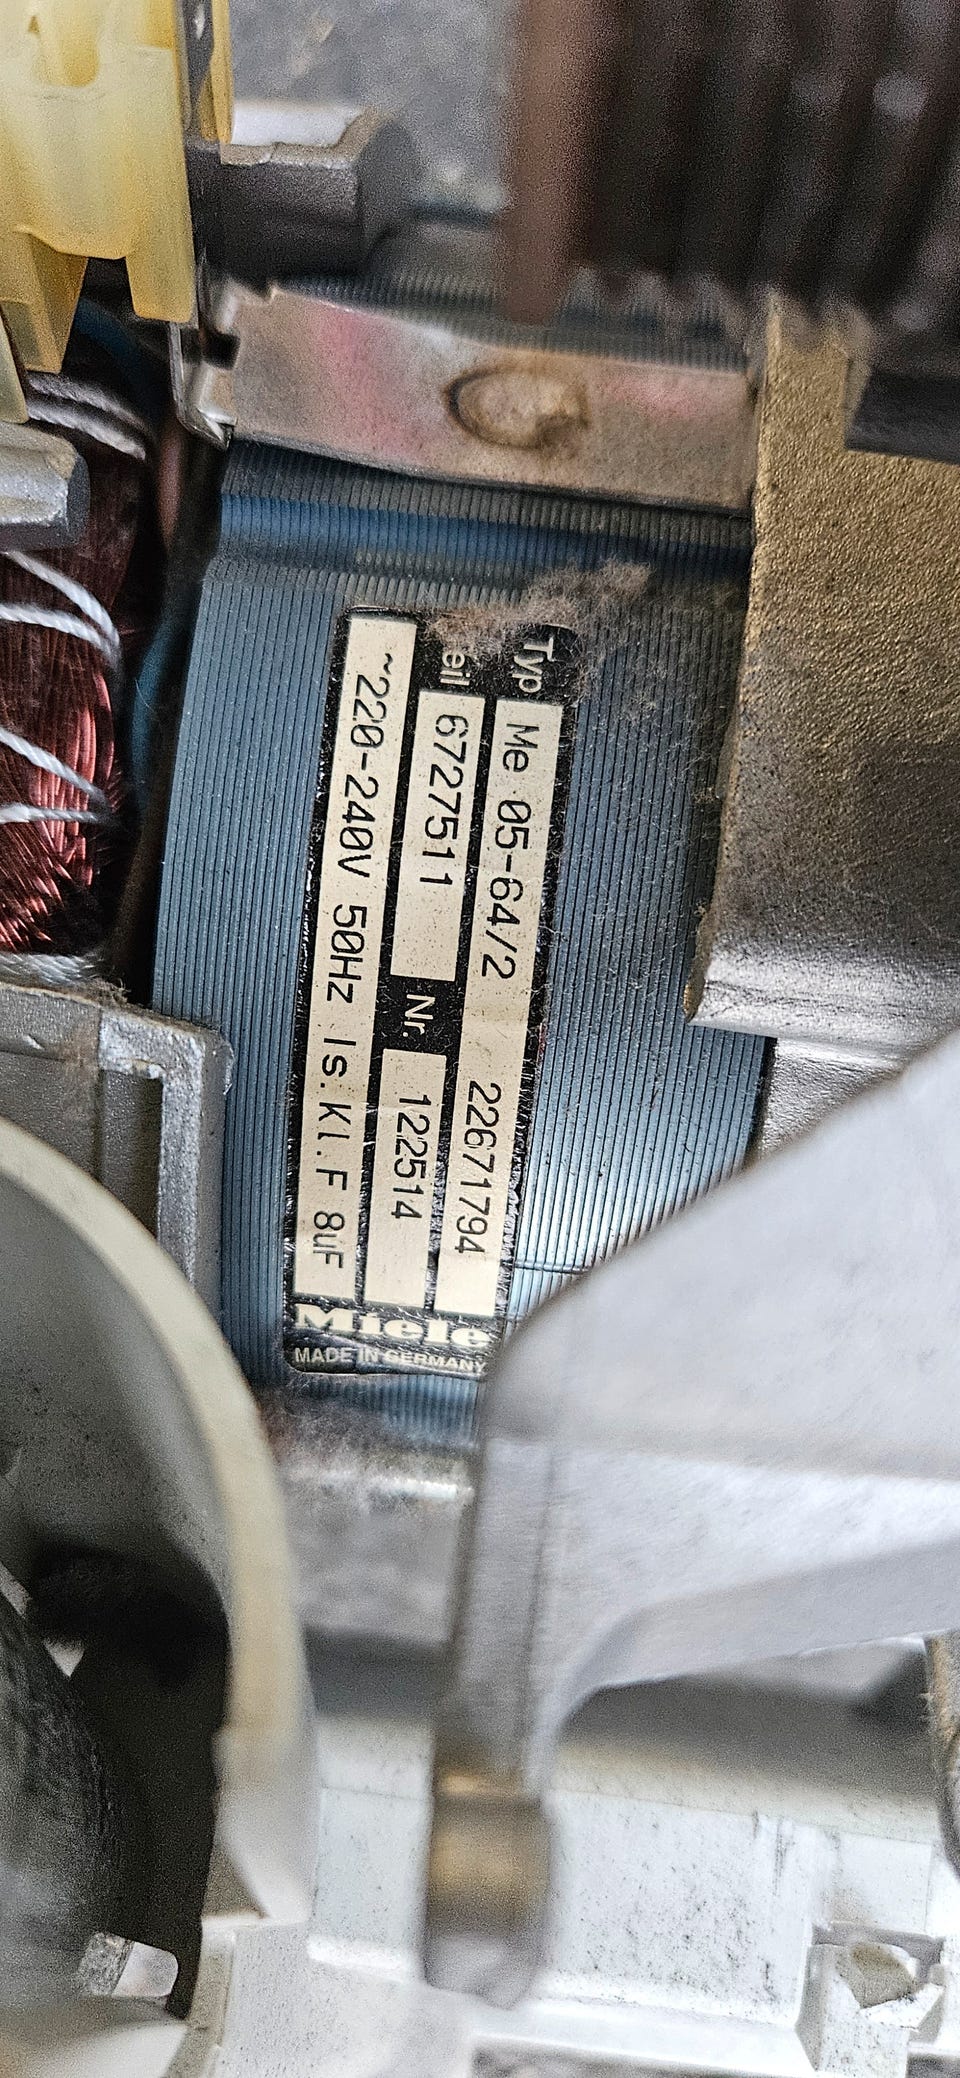 Typ Me 05-64/2 22671794
eil 6727511 Nr. 122514
~220-240V 50Hz Is.Kl.F 8uF
Miele
MADE IN GERMANY